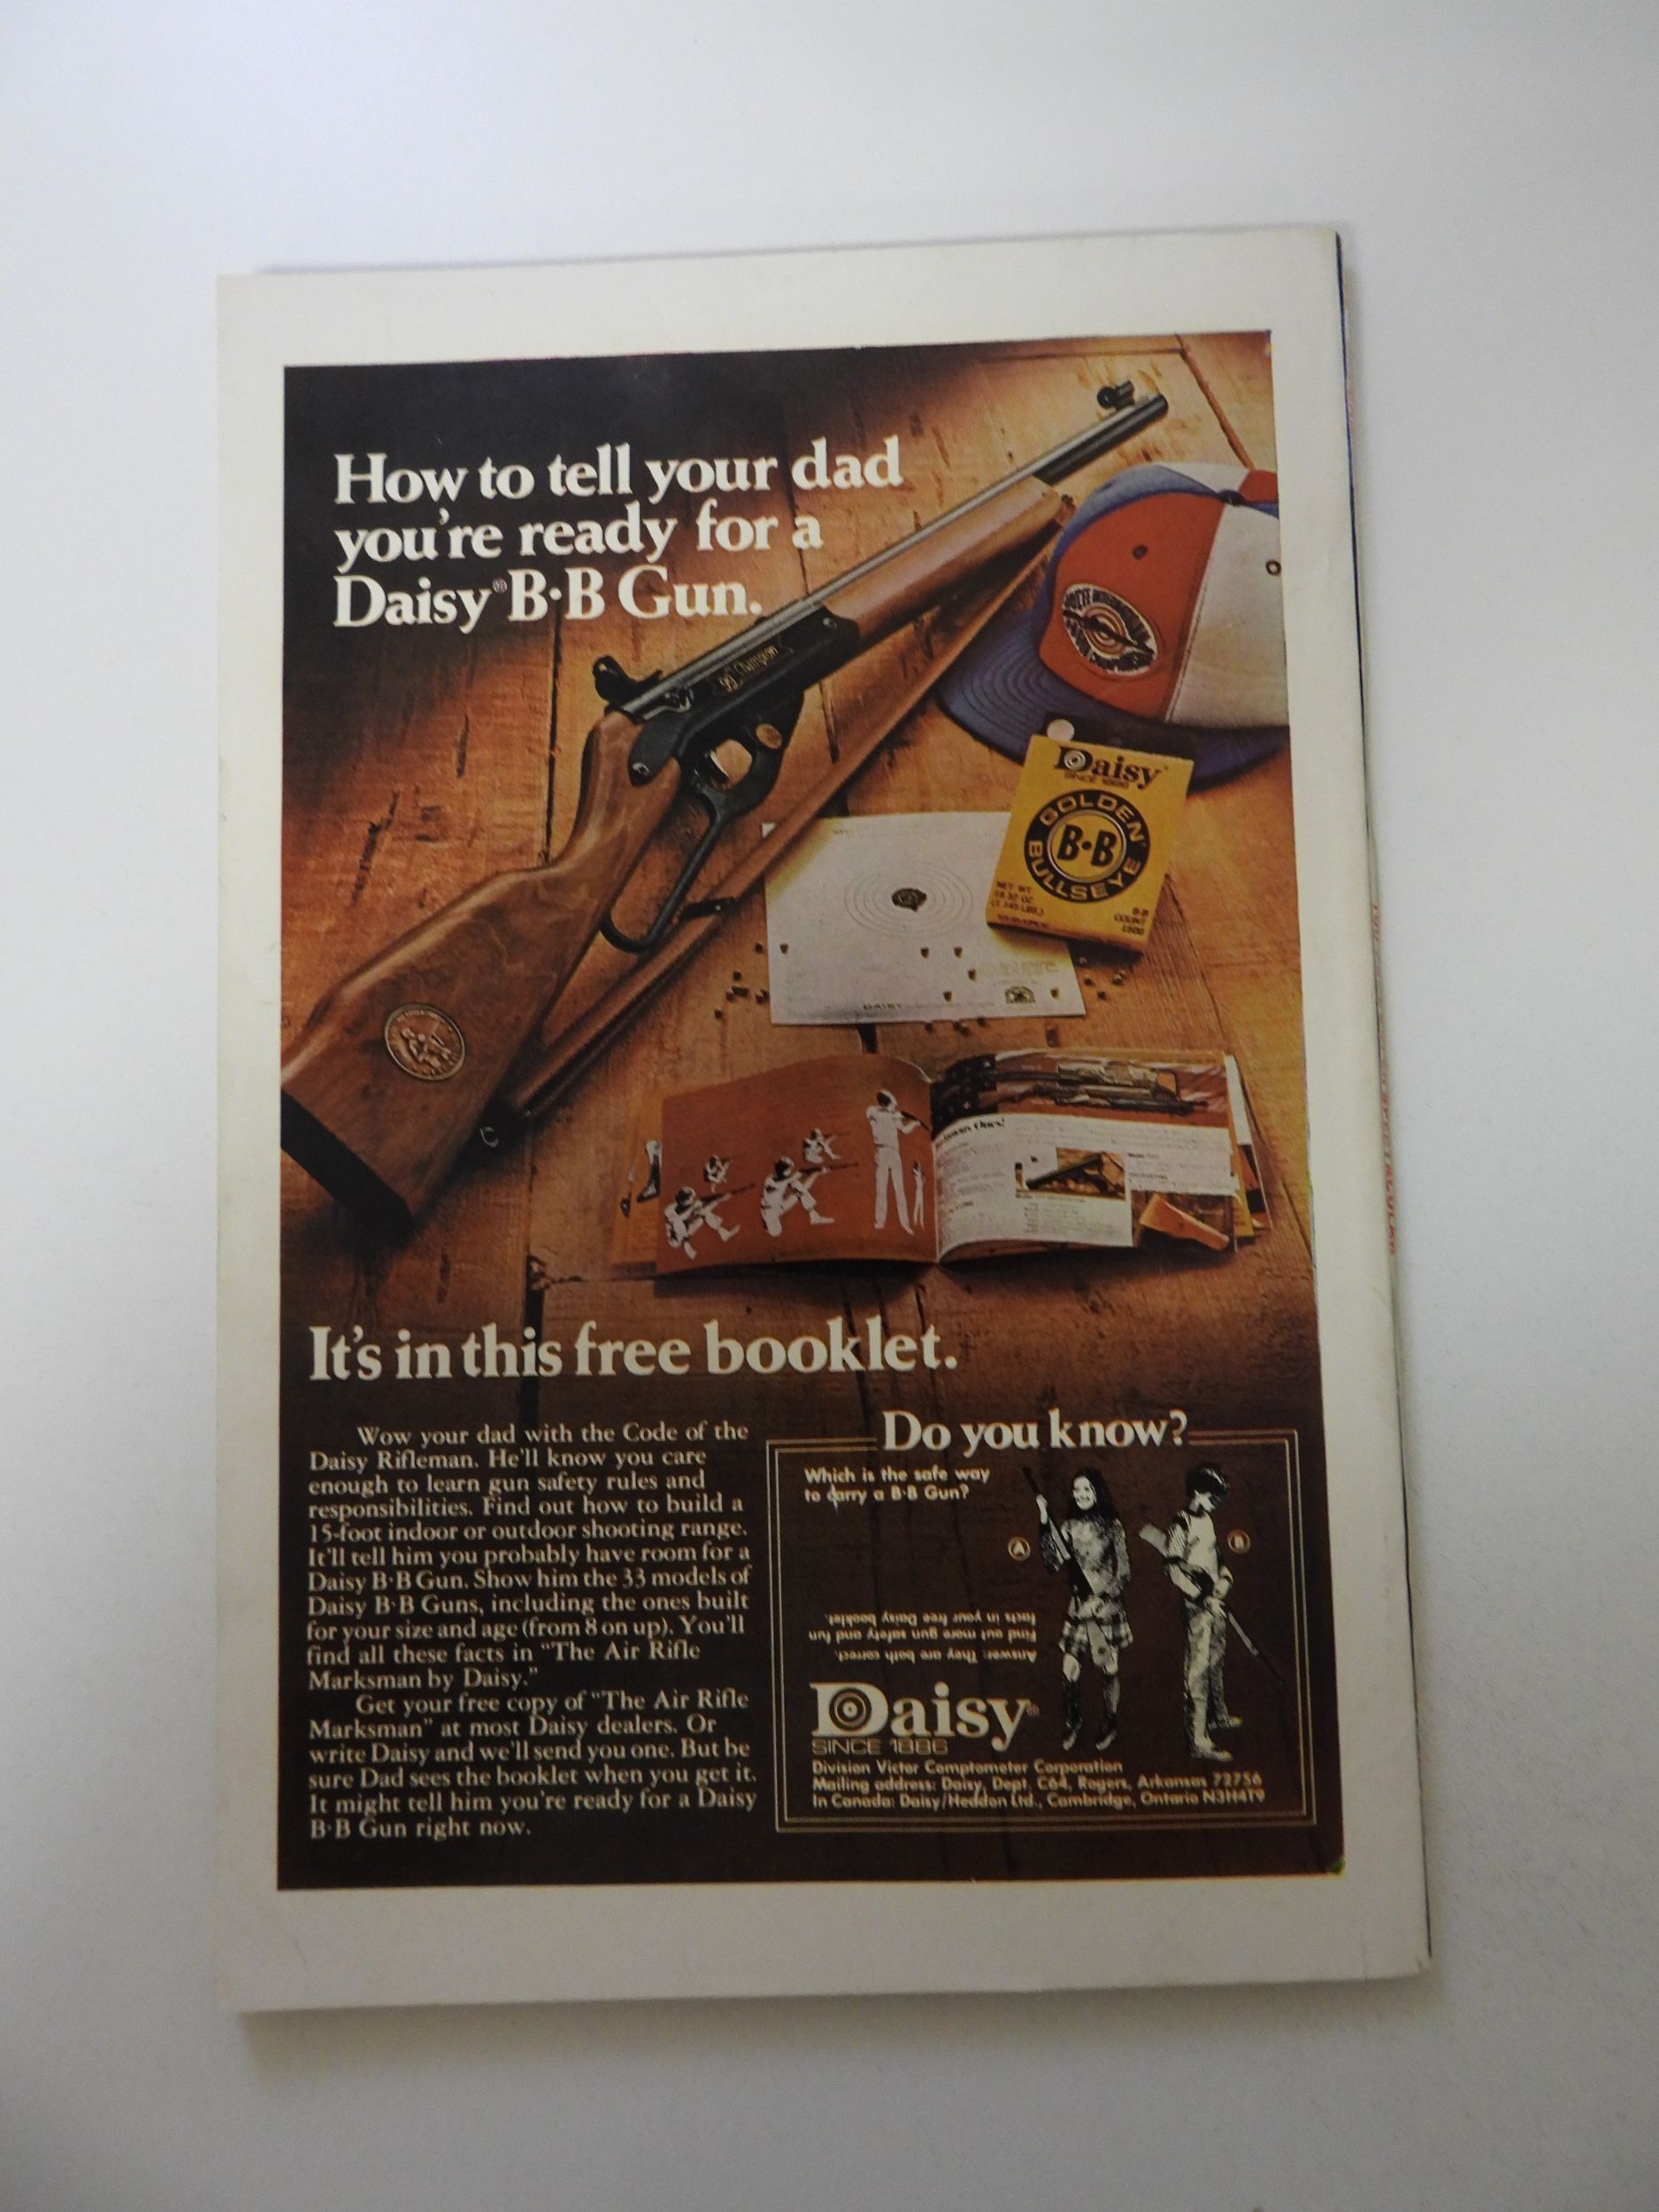 How to tell your dad
you're ready for a
Daisy® B·B Gun.
99 Champion
Daisy
SINCE 1886
GOLDEN
B·B
BULLSEYE
NET WT.
COUNT
1500
DAISY
It's in this free booklet.
Wow your dad with the Code of the
Daisy Rifleman. He'll know you care
enough to learn gun safety rules and
responsibilities. Find out how to build a
15-foot indoor or outdoor shooting range.
It'll tell him you probably have room for a
Daisy B·B Gun. Show him the 33 models of
Daisy B·B Guns, including the ones built
for your size and age (from 8 on up). You'll
find all these facts in "The Air Rifle
Marksman by Daisy."
Get your free copy of "The Air Rifle
Marksman" at most Daisy dealers. Or
write Daisy and we'll send you one. But be
sure Dad sees the booklet when you get it.
It might tell him you're ready for a Daisy
B·B Gun right now.
Do you know?
Which is the safe way
to carry a B·B Gun?
A
B
Answer: They are both correct.
Find out more gun safety and fun
facts in your free Daisy booklet.
Daisy®
SINCE 1886
Division Victor Comptometer Corporation
Mailing address: Daisy, Dept. C64, Rogers, Arkansas 72756
In Canada: Daisy/Heddon Ltd., Cambridge, Ontario N3H4T9